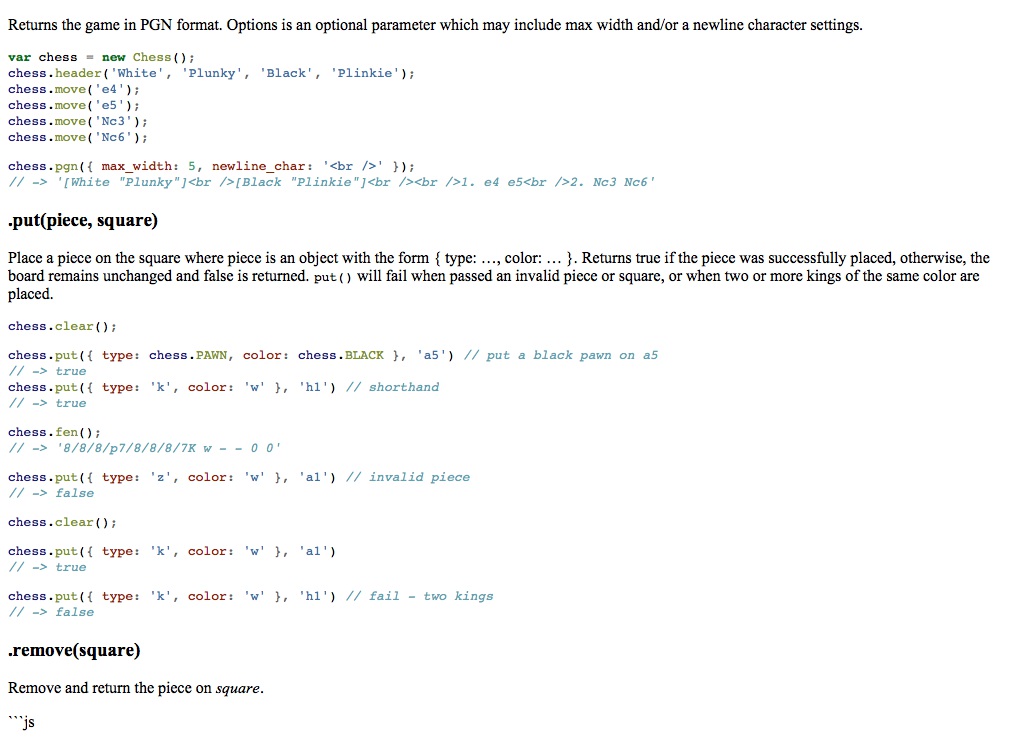 Returns the game in PGN format. Options is an optional parameter which may include max width and/or a newline character settings.
var chess = new Chess();
chess.header('White', 'Plunky', 'Black', 'Plinkie');
chess.move('e4');
chess.move('e5');
chess.move('Nc3');
chess.move('Nc6');
chess.pgn({ max_width: 5, newline_char: '<br />' });
// -> '[White "Plunky"]<br />[Black "Plinkie"]<br /><br />1. e4 e5<br />2. Nc3 Nc6'
.put(piece, square)
Place a piece on the square where piece is an object with the form { type: ..., color: ... }. Returns true if the piece was successfully placed, otherwise, the
board remains unchanged and false is returned. put() will fail when passed an invalid piece or square, or when two or more kings of the same color are
placed.
chess.clear();
chess.put({ type: chess.PAWN, color: chess.BLACK }, 'a5') // put a black pawn on a5
// -> true
chess.put({ type: 'k', color: 'w' }, 'h1') // shorthand
// -> true
chess.fen();
// -> '8/8/8/p7/8/8/8/7K w - - 0 0'
chess.put({ type: 'z', color: 'w' }, 'a1') // invalid piece
// -> false
chess.clear();
chess.put({ type: 'k', color: 'w' }, 'a1')
// -> true
chess.put({ type: 'k', color: 'w' }, 'h1') // fail - two kings
// -> false
.remove(square)
Remove and return the piece on square.
```js